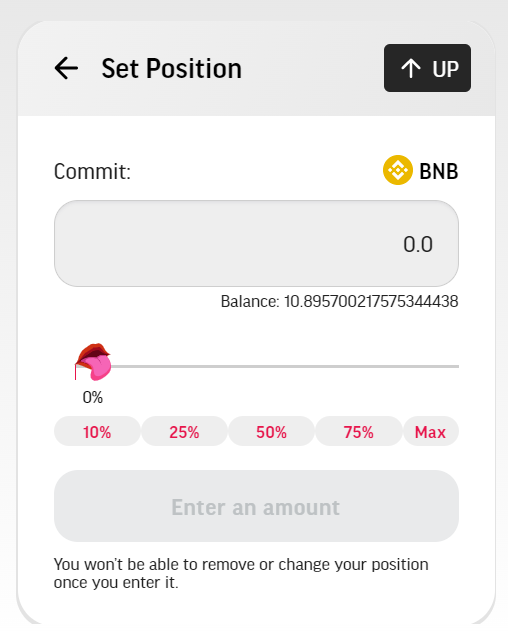 Set Position
UP
Commit:
BNB
0.0
Balance: 10.895700217575344438
0%
10%
25%
50%
75%
Max
Enter an amount
You won't be able to remove or change your position
once you enter it.